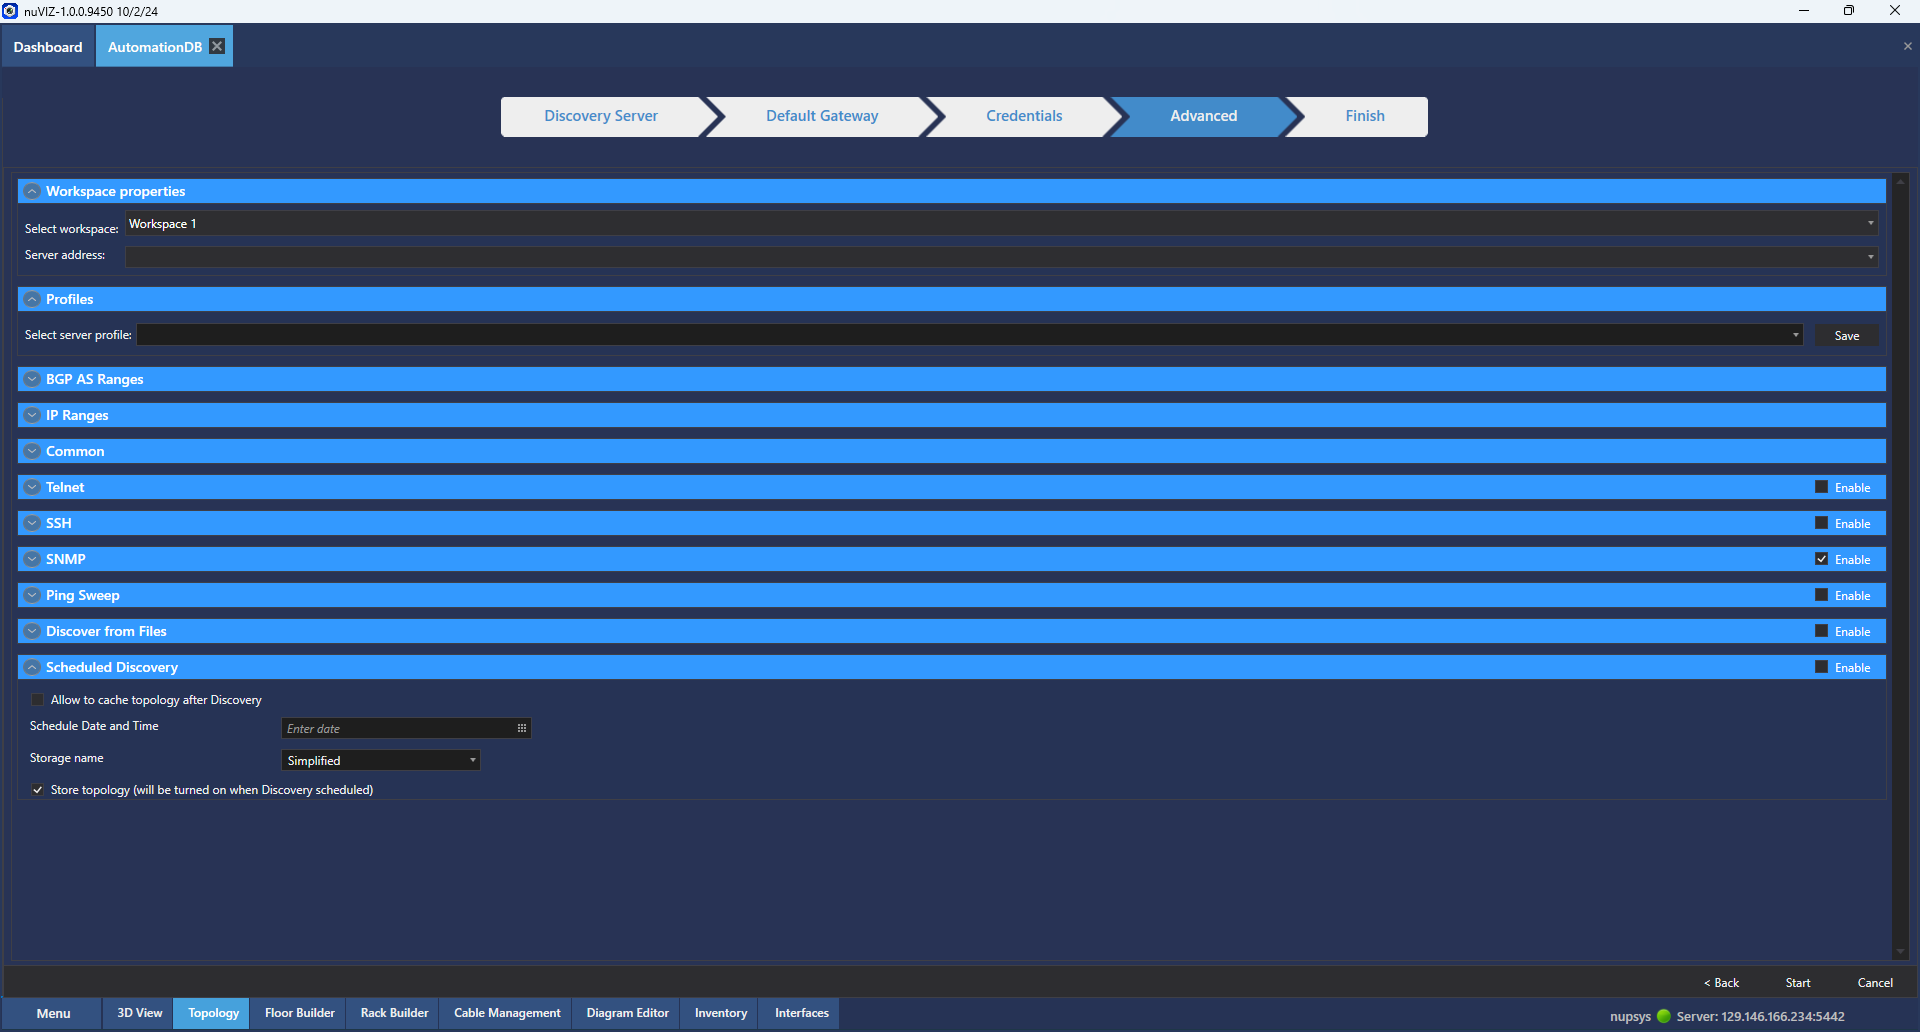 nuVIZ-1.0.0.9450 10/2/24
Dashboard AutomationDB
Discovery Server Default Gateway Credentials Advanced Finish
Workspace properties
Select workspace: Workspace 1
Server address:
Profiles
Select server profile: Save
BGP AS Ranges
IP Ranges
Common
Telnet Enable
SSH Enable
SNMP Enable
Ping Sweep Enable
Discover from Files Enable
Scheduled Discovery Enable
Allow to cache topology after Discovery
Schedule Date and Time Enter date
Storage name Simplified
Store topology (will be turned on when Discovery scheduled)
< Back Start Cancel
Menu 3D View Topology Floor Builder Rack Builder Cable Management Diagram Editor Inventory Interfaces nupsys Server: 129.146.166.234:5442